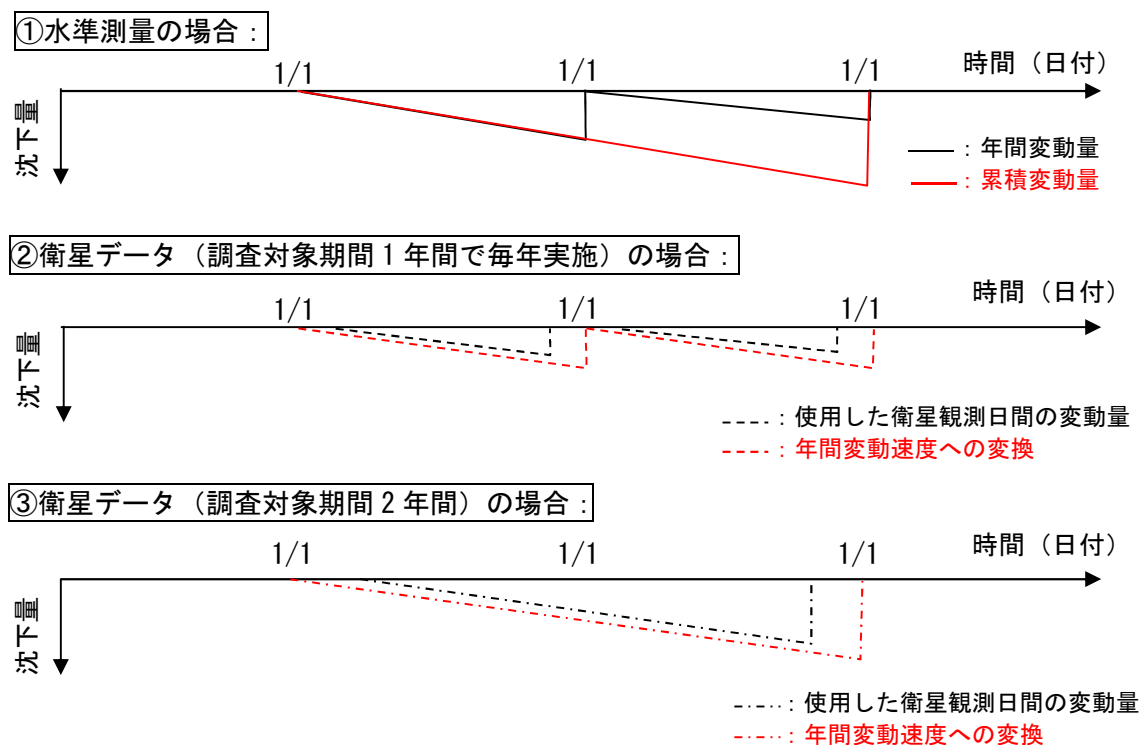 ①水準測量の場合：
1/1 1/1 1/1 時間（日付）
沈下量
：年間変動量
：累積変動量
②衛星データ（調査対象期間１年間で毎年実施）の場合：
1/1 1/1 1/1 時間（日付）
沈下量
：使用した衛星観測日間の変動量
：年間変動速度への変換
③衛星データ（調査対象期間２年間）の場合：
1/1 1/1 1/1 時間（日付）
沈下量
：使用した衛星観測日間の変動量
：年間変動速度への変換